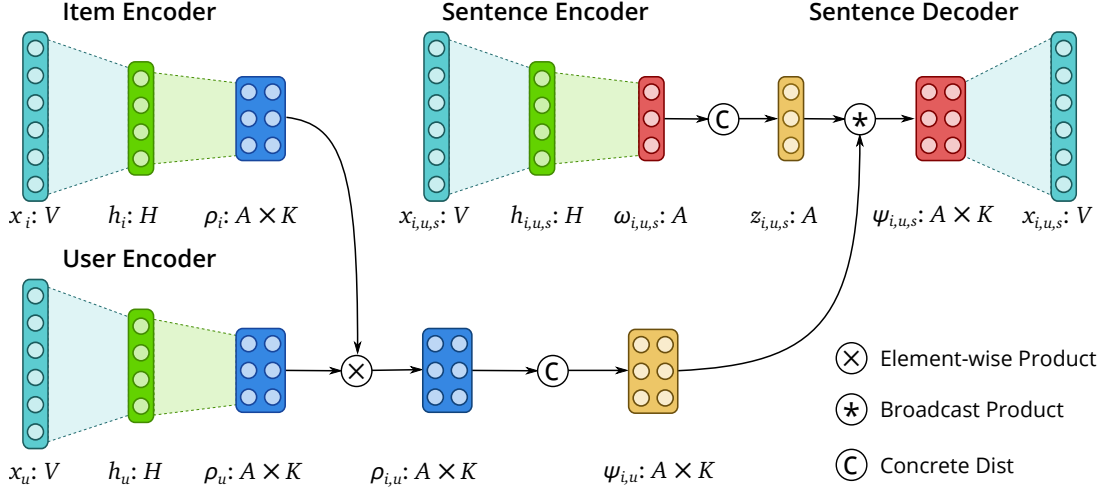 Item Encoder Sentence Encoder Sentence Decoder
C *
x_i: V h_i: H ρ_i: A × K x_{i,u,s}: V h_{i,u,s}: H ω_{i,u,s}: A z_{i,u,s}: A ψ_{i,u,s}: A × K x_{i,u,s}: V
User Encoder
× C
× Element-wise Product
* Broadcast Product
C Concrete Dist
x_u: V h_u: H ρ_u: A × K ρ_{i,u}: A × K ψ_{i,u}: A × K